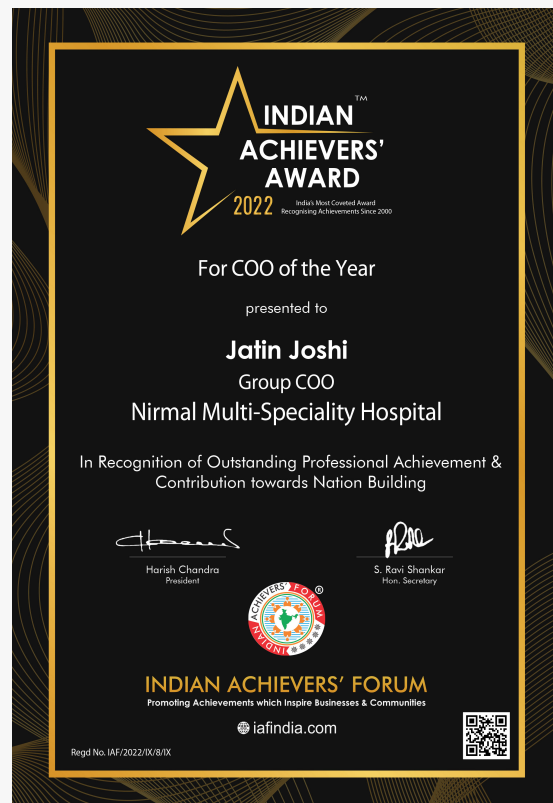 INDIAN™
ACHIEVERS’
AWARD
2022
India's Most Coveted Award
Recognising Achievements Since 2000
For COO of the Year
presented to
Jatin Joshi
Group COO
Nirmal Multi-Speciality Hospital
In Recognition of Outstanding Professional Achievement &
Contribution towards Nation Building
Harish Chandra
President
S. Ravi Shankar
Hon. Secretary
INDIAN ACHIEVERS' FORUM ®
INDIAN ACHIEVERS’ FORUM
Promoting Achievements which Inspire Businesses & Communities
iafindia.com
Regd No. IAF/2022/IX/8/IX